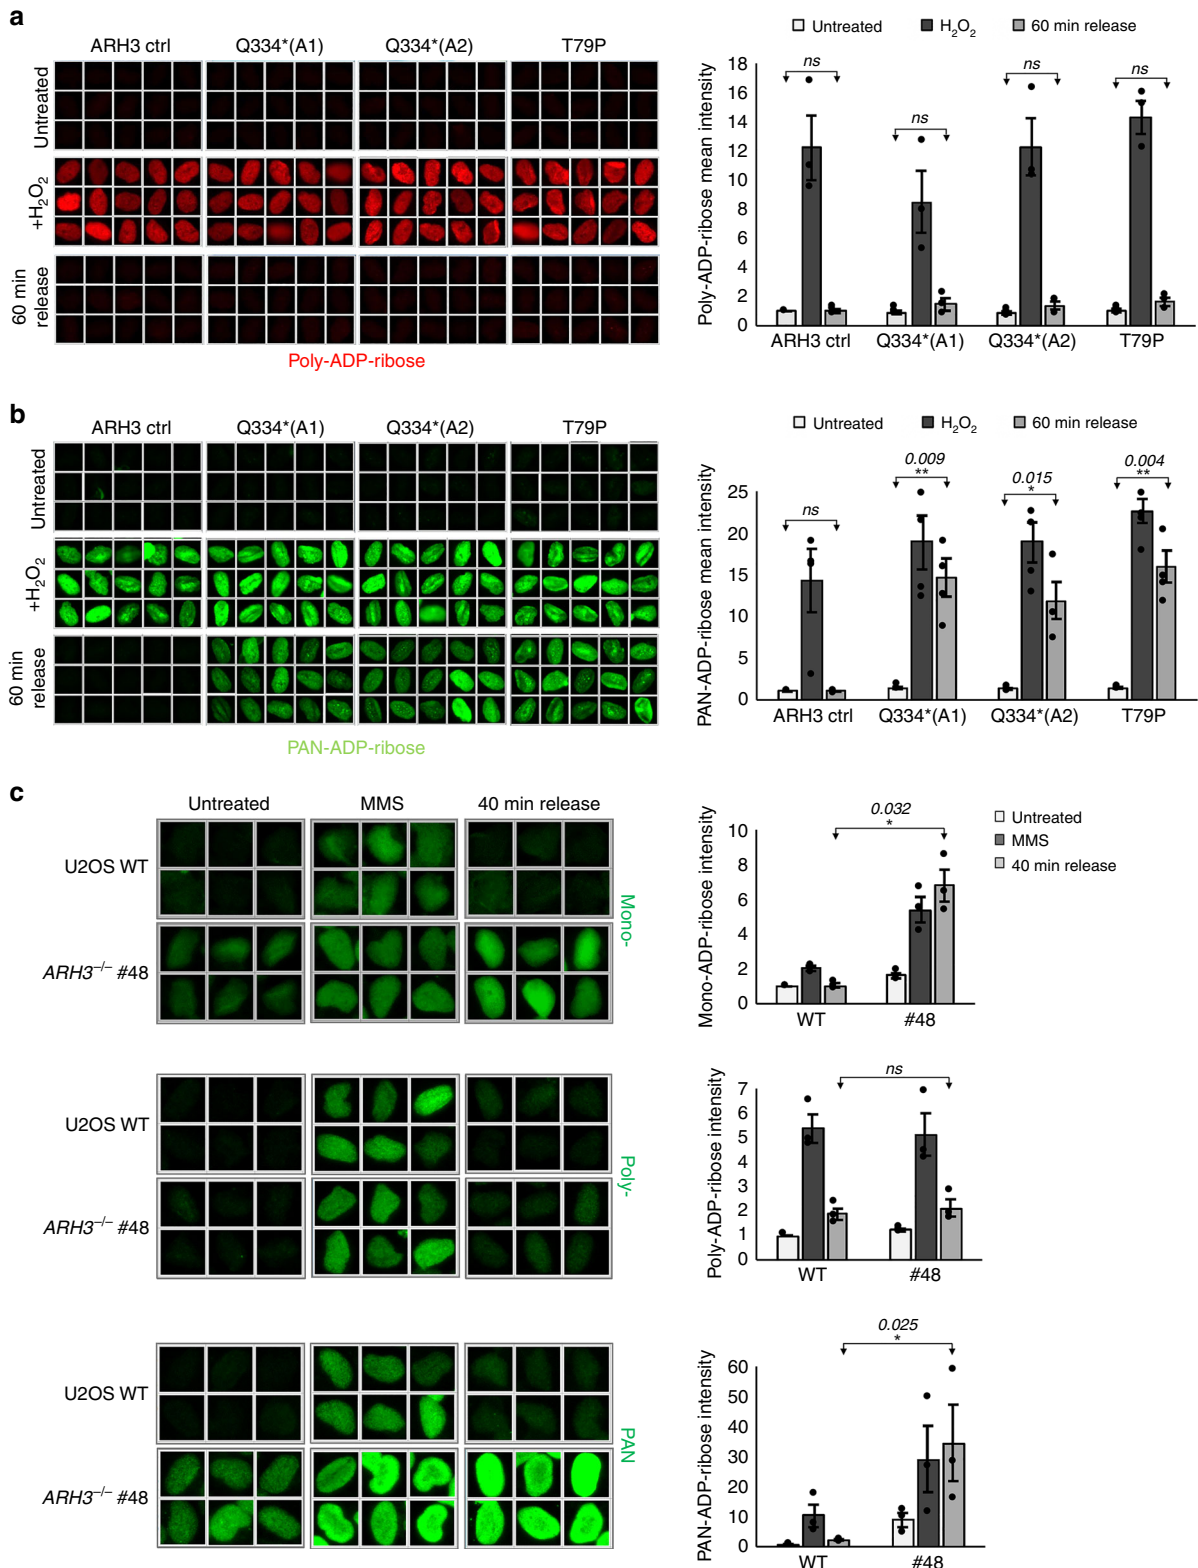 a
ARH3 ctrl Q334*(A1) Q334*(A2) T79P
Untreated
+H₂O₂
60 min
release
Poly-ADP-ribose
Untreated H₂O₂ 60 min release
Poly-ADP-ribose mean intensity
18
16
14
12
10
8
6
4
2
0
ns ns ns ns
ARH3 ctrl Q334*(A1) Q334*(A2) T79P
b
ARH3 ctrl Q334*(A1) Q334*(A2) T79P
Untreated
+H₂O₂
60 min
release
PAN-ADP-ribose
Untreated H₂O₂ 60 min release
PAN-ADP-ribose mean intensity
25
20
15
10
5
0
ns
0.009
**
0.015
*
0.004
**
ARH3 ctrl Q334*(A1) Q334*(A2) T79P
c
Untreated MMS 40 min release
U2OS WT
ARH3⁻/⁻ #48
Mono-
Mono-ADP-ribose intensity
10
8
6
4
2
0
0.032
*
WT #48
Untreated
MMS
40 min release
U2OS WT
ARH3⁻/⁻ #48
Poly-
Poly-ADP-ribose intensity
7
6
5
4
3
2
1
0
ns
WT #48
U2OS WT
ARH3⁻/⁻ #48
PAN
PAN-ADP-ribose intensity
60
50
40
30
20
10
0
0.025
*
WT #48